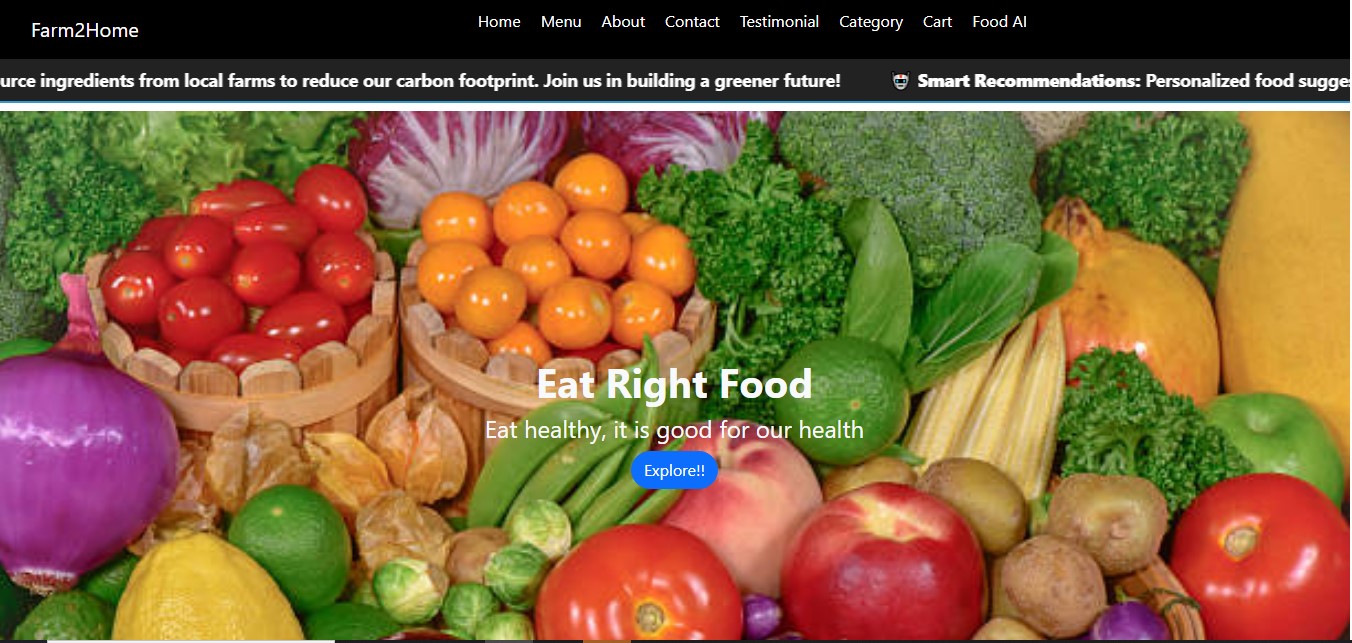 Farm2Home
Home Menu About Contact Testimonial Category Cart Food AI
ingredients from local farms to reduce our carbon footprint. Join us in building a greener future! Smart Recommendations: Personalized food
Eat Right Food
Eat healthy, it is good for our health
Explore!!